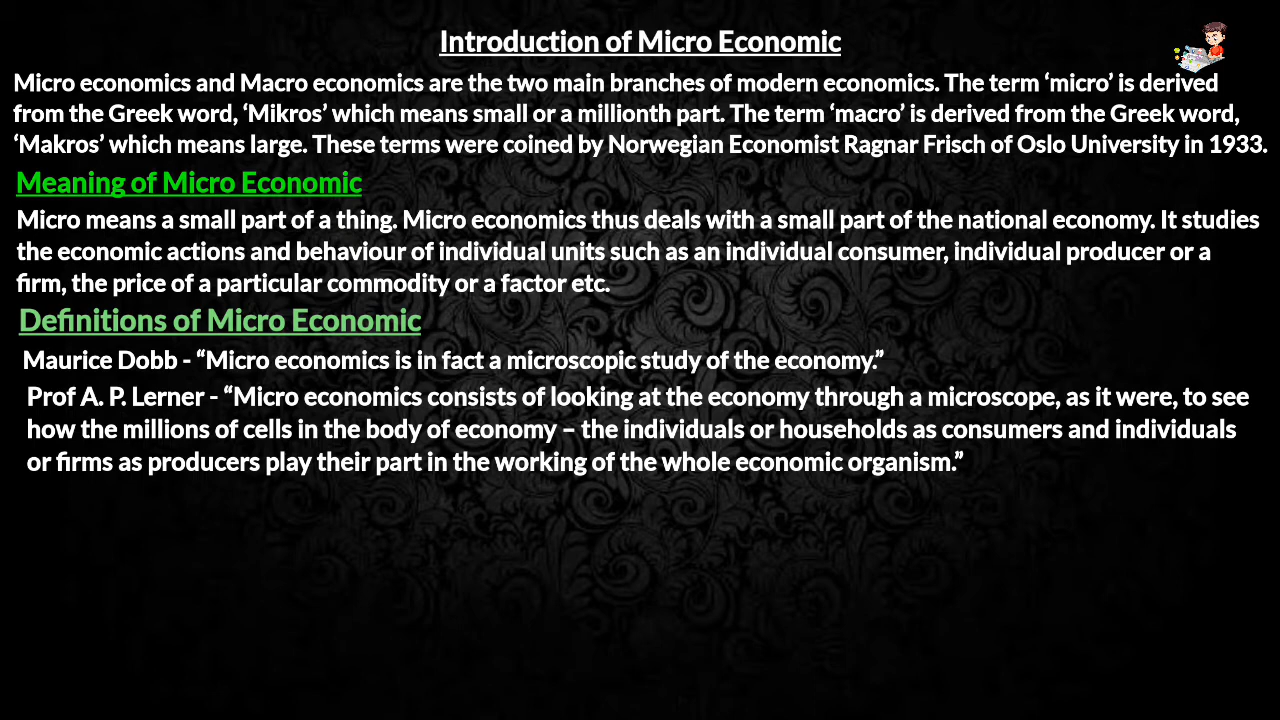 Introduction of Micro Economic
Micro economics and Macro economics are the two main branches of modern economics. The term ‘micro’ is derived
from the Greek word, ‘Mikros’ which means small or a millionth part. The term ‘macro’ is derived from the Greek word,
‘Makros’ which means large. These terms were coined by Norwegian Economist Ragnar Frisch of Oslo University in 1933.
Meaning of Micro Economic
Micro means a small part of a thing. Micro economics thus deals with a small part of the national economy. It studies
the economic actions and behaviour of individual units such as an individual consumer, individual producer or a
firm, the price of a particular commodity or a factor etc.
Definitions of Micro Economic
Maurice Dobb - “Micro economics is in fact a microscopic study of the economy.”
Prof A. P. Lerner - “Micro economics consists of looking at the economy through a microscope, as it were, to see
how the millions of cells in the body of economy – the individuals or households as consumers and individuals
or firms as producers play their part in the working of the whole economic organism.”